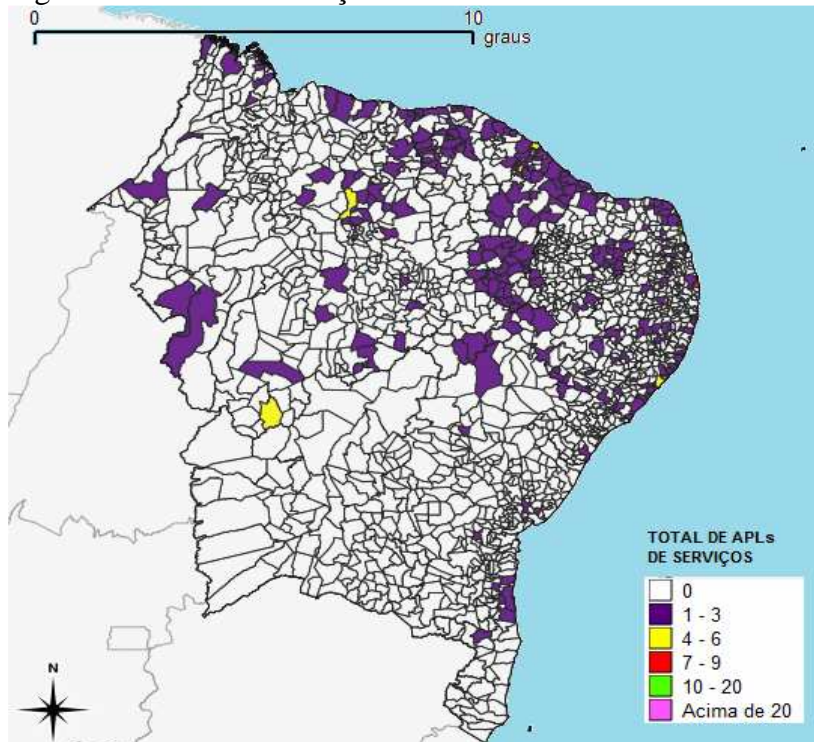 0 10
graus
TOTAL DE APLs
DE SERVIÇOS
0
1 - 3
4 - 6
7 - 9
10 - 20
Acima de 20
N